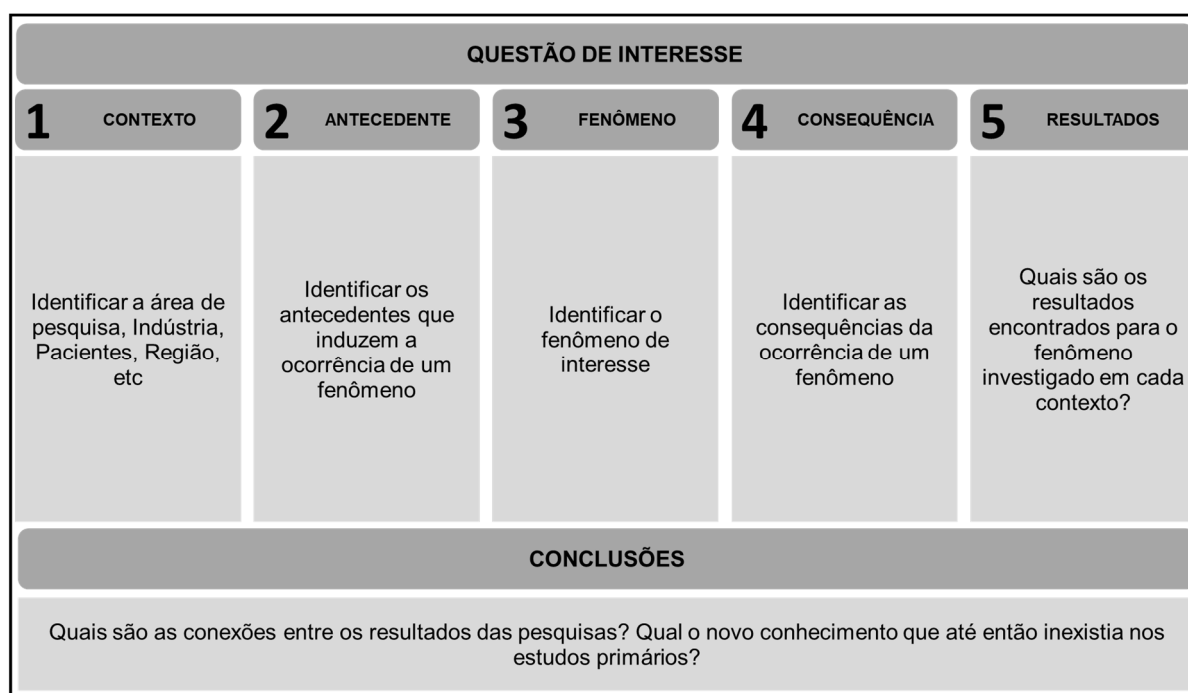 QUESTÃO DE INTERESSE
1 CONTEXTO
2 ANTECEDENTE
3 FENÔMENO
4 CONSEQUÊNCIA
5 RESULTADOS
Identificar a área de
pesquisa, Indústria,
Pacientes, Região,
etc
Identificar os
antecedentes que
induzem a
ocorrência de um
fenômeno
Identificar o
fenômeno de
interesse
Identificar as
consequências da
ocorrência de um
fenômeno
Quais são os
resultados
encontrados para o
fenômeno
investigado em cada
contexto?
CONCLUSÕES
Quais são as conexões entre os resultados das pesquisas? Qual o novo conhecimento que até então inexistia nos
estudos primários?